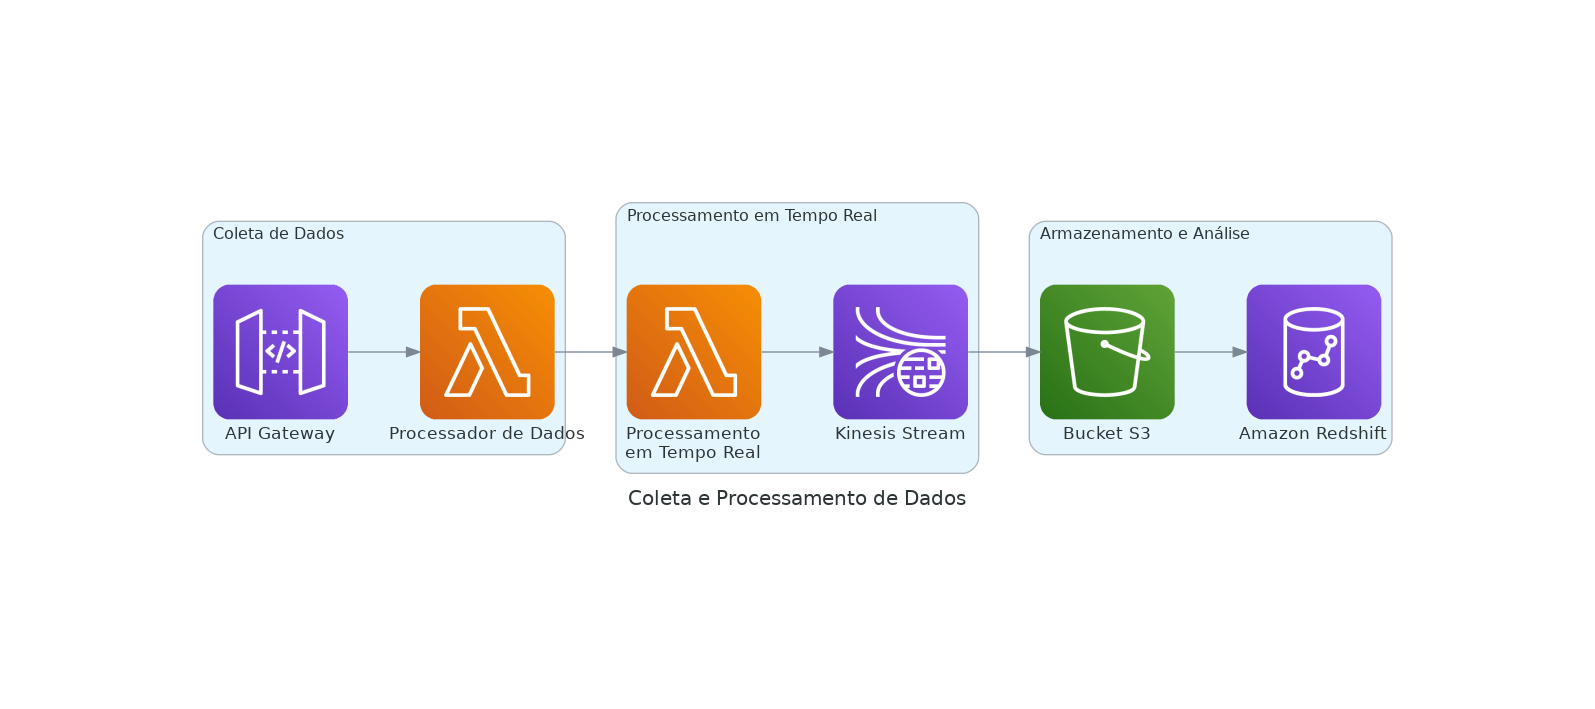 Coleta de Dados
API Gateway
Processador de Dados
Processamento em Tempo Real
Processamento
em Tempo Real
Kinesis Stream
Armazenamento e Análise
Bucket S3
Amazon Redshift
Coleta e Processamento de Dados